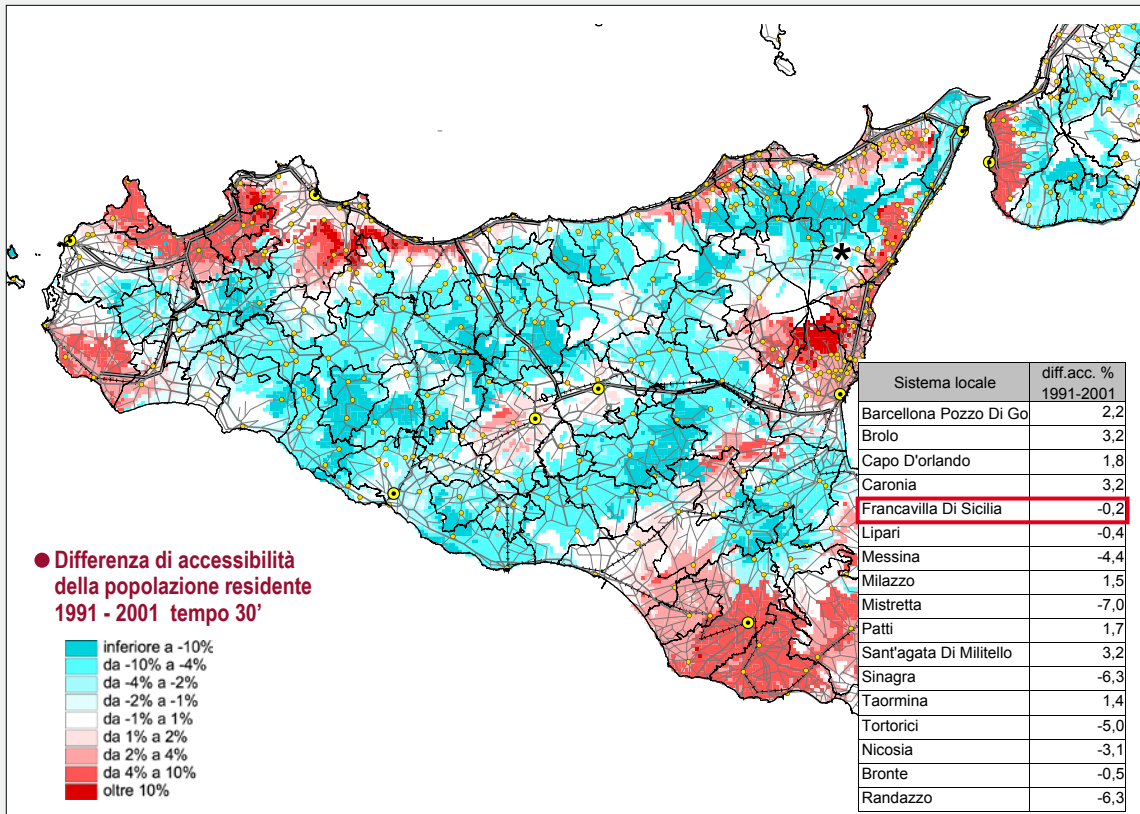 Sistema locale diff.acc. %
1991-2001
Barcellona Pozzo Di Go 2,2
Brolo 3,2
Capo D'orlando 1,8
Caronia 3,2
Francavilla Di Sicilia -0,2
Lipari -0,4
Messina -4,4
Milazzo 1,5
Mistretta -7,0
Patti 1,7
Sant'agata Di Militello 3,2
Sinagra -6,3
Taormina 1,4
Tortorici -5,0
Nicosia -3,1
Bronte -0,5
Randazzo -6,3
Differenza di accessibilità
della popolazione residente
1991 - 2001 tempo 30'
inferiore a -10%
da -10% a -4%
da -4% a -2%
da -2% a -1%
da -1% a 1%
da 1% a 2%
da 2% a 4%
da 4% a 10%
oltre 10%